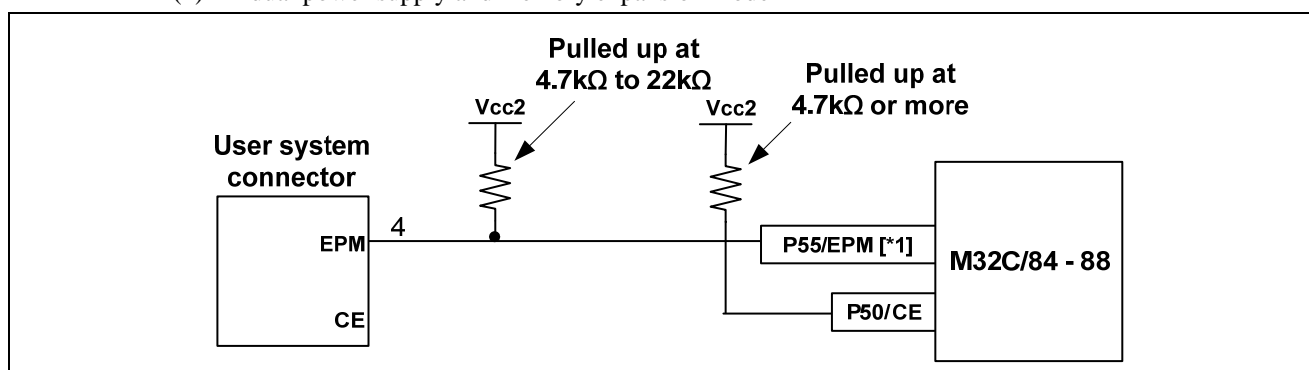 Pulled up at
4.7kΩ to 22kΩ
Pulled up at
4.7kΩ or more
Vcc2
Vcc2
User system
connector
EPM
4
P55/EPM [*1]
M32C/84 - 88
P50/CE
CE